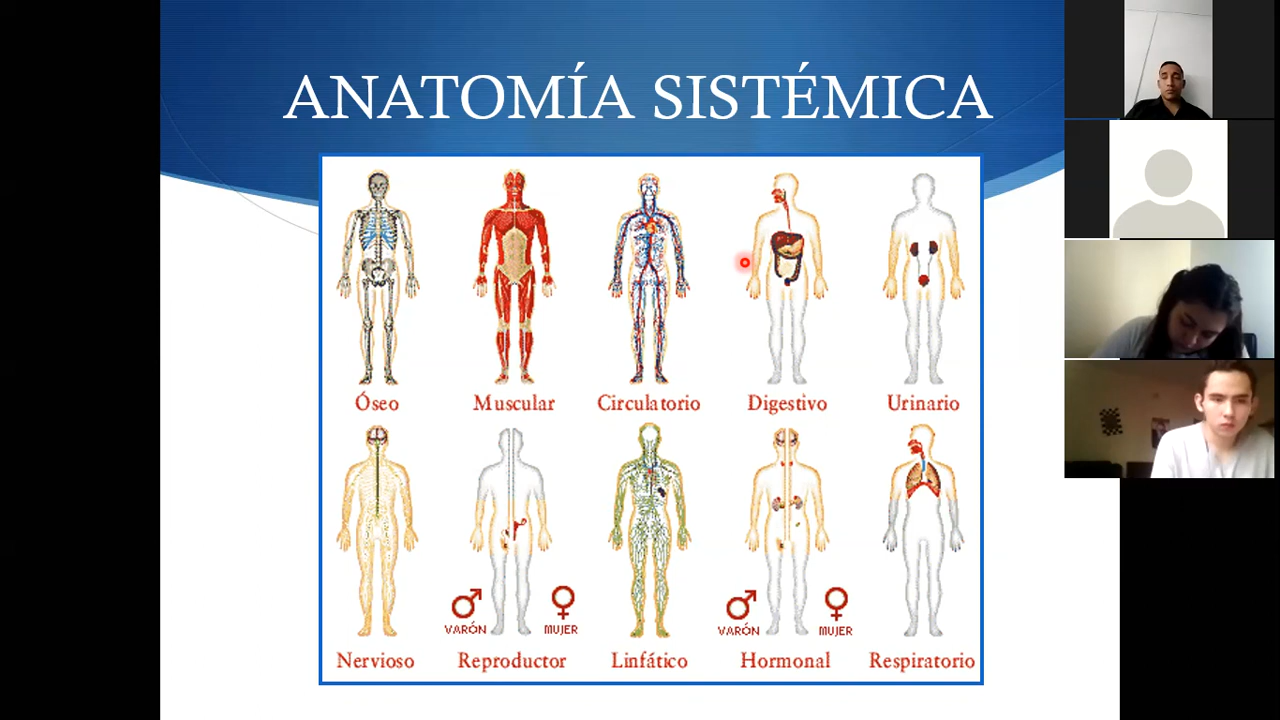 ANATOMÍA SISTÉMICA
Óseo Muscular Circulatorio Digestivo Urinario
VARÓN MUJER VARÓN MUJER
Nervioso Reproductor Linfático Hormonal Respiratorio